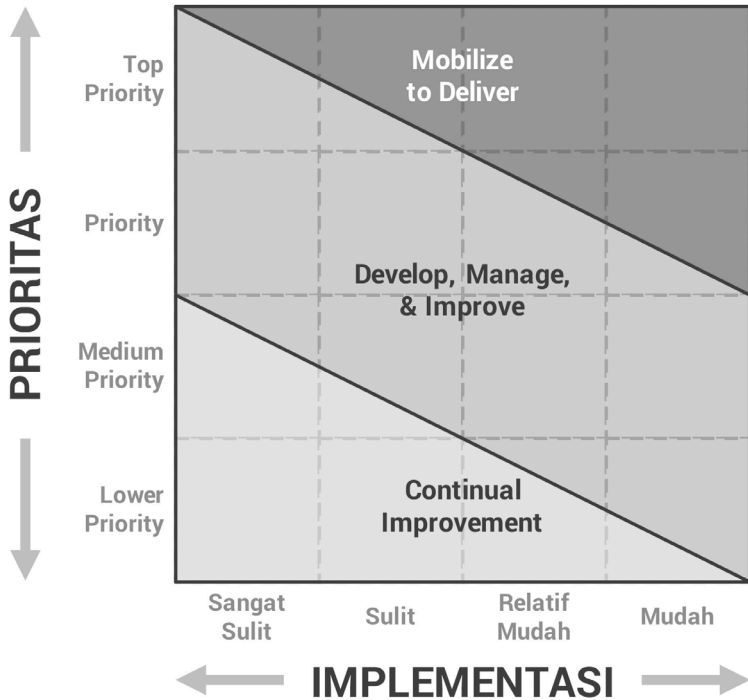 Mobilize
to Deliver
Top
Priority
Priority
Develop, Manage,
& Improve
PRIORITAS
Medium
Priority
Lower
Priority
Continual
Improvement
Sangat
Sulit
Sulit
Relatif
Mudah
Mudah
IMPLEMENTASI